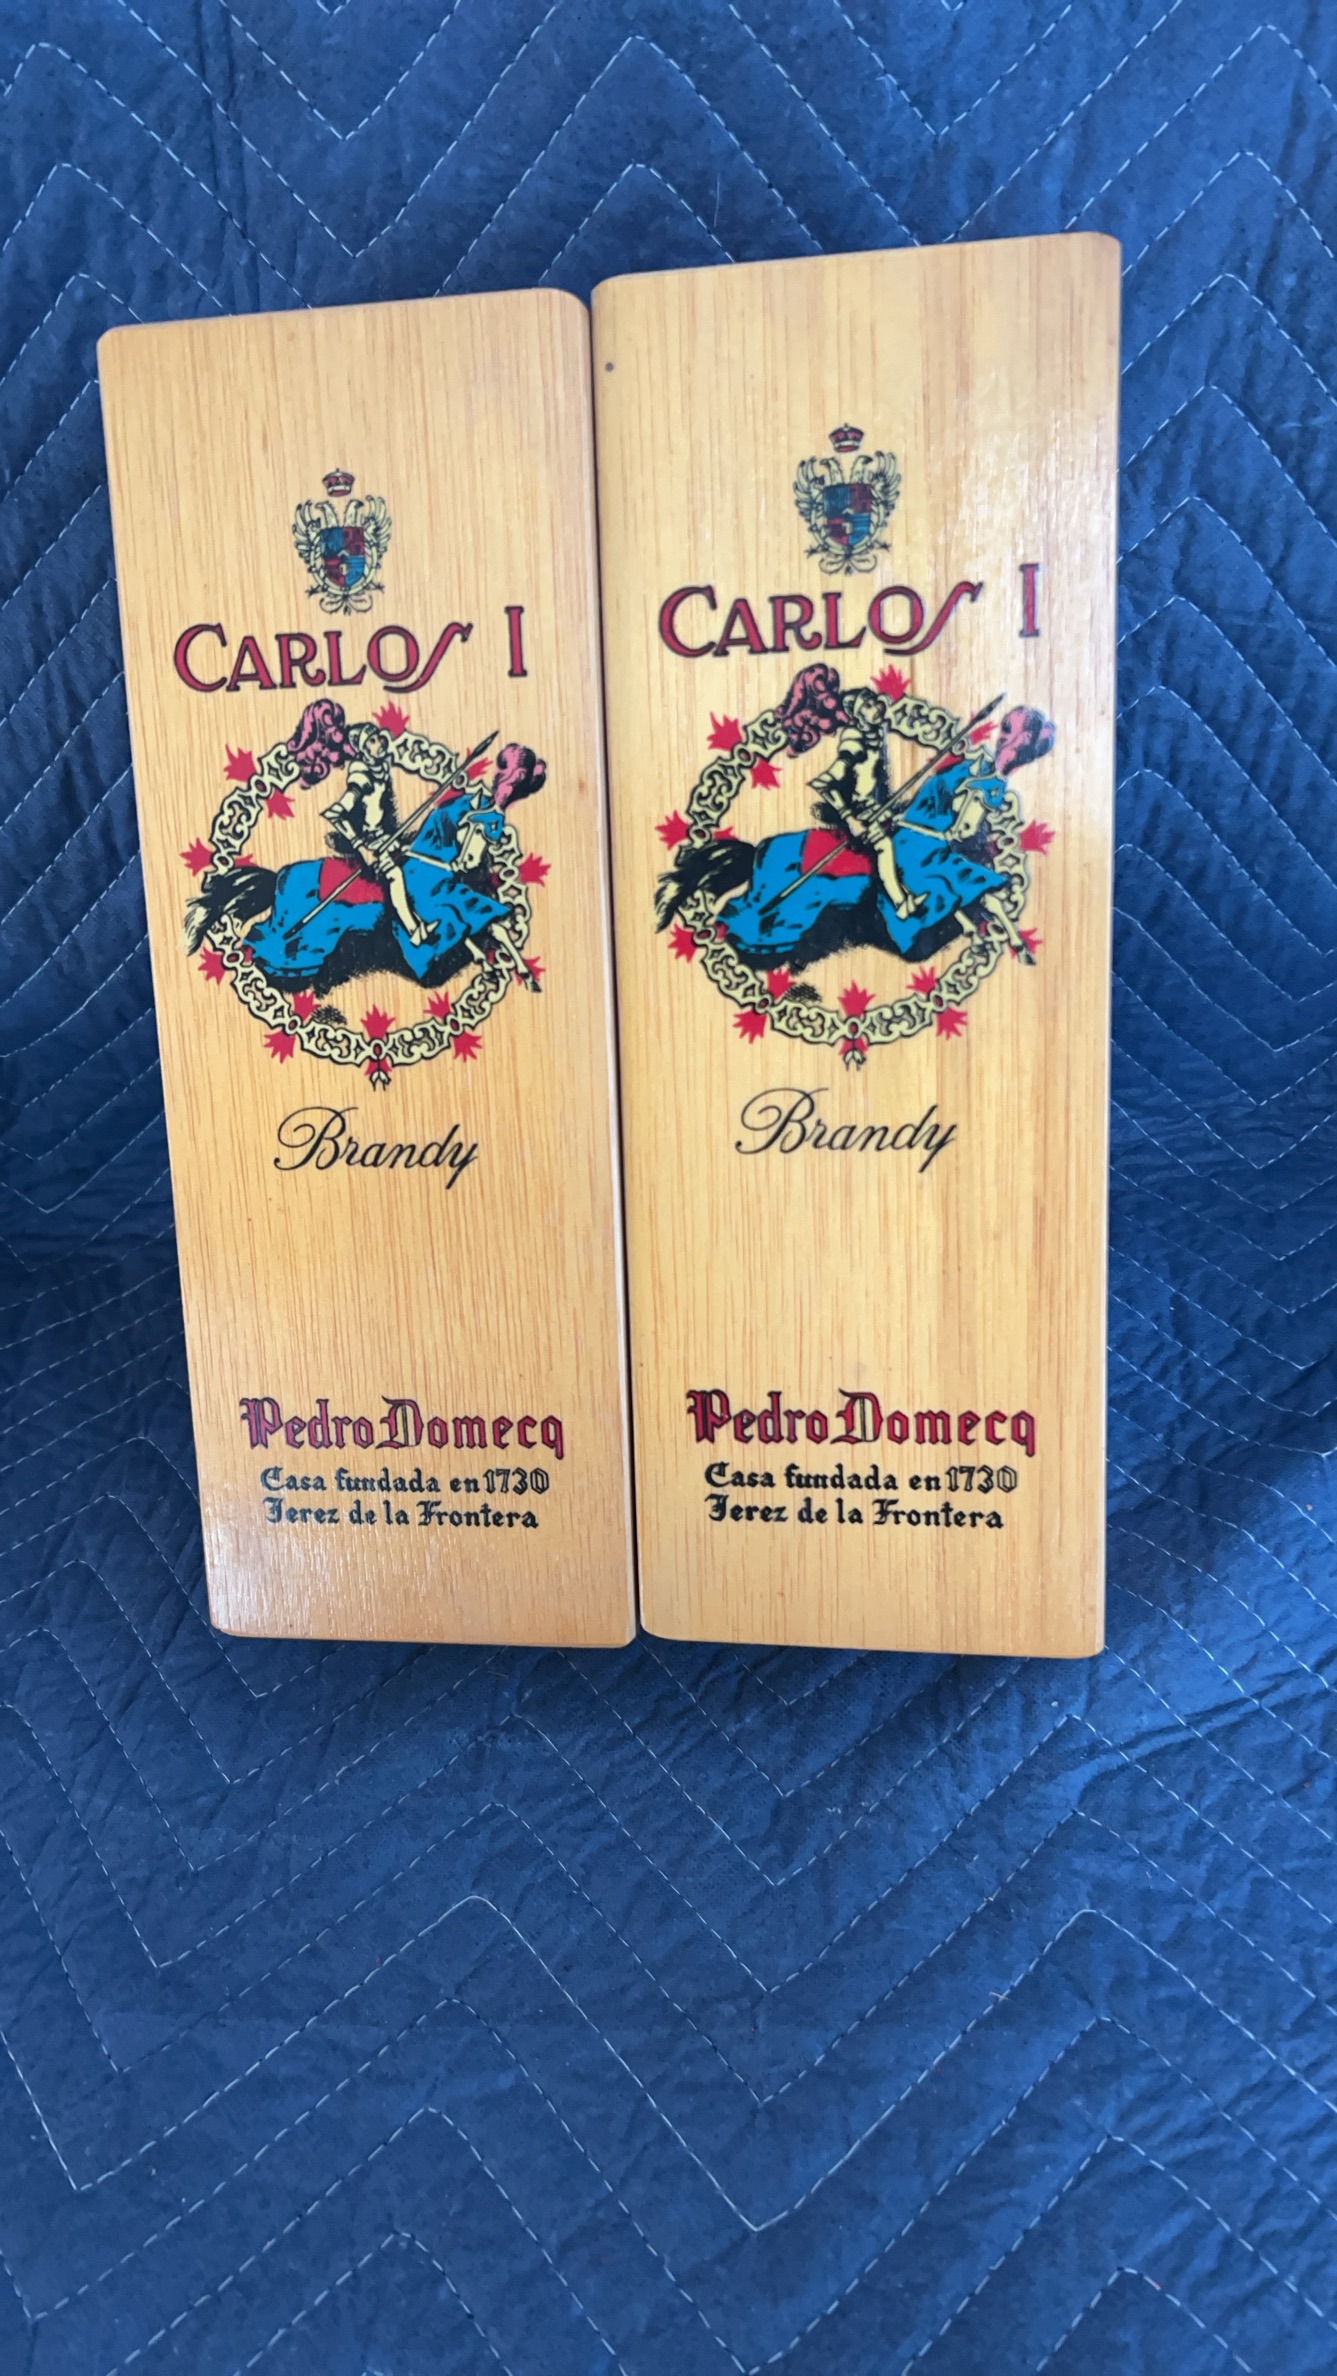 CARLOS I
Brandy
Pedro Domecq
Casa fundada en 1730
Jerez de la Frontera
CARLOS I
Brandy
Pedro Domecq
Casa fundada en 1730
Jerez de la Frontera